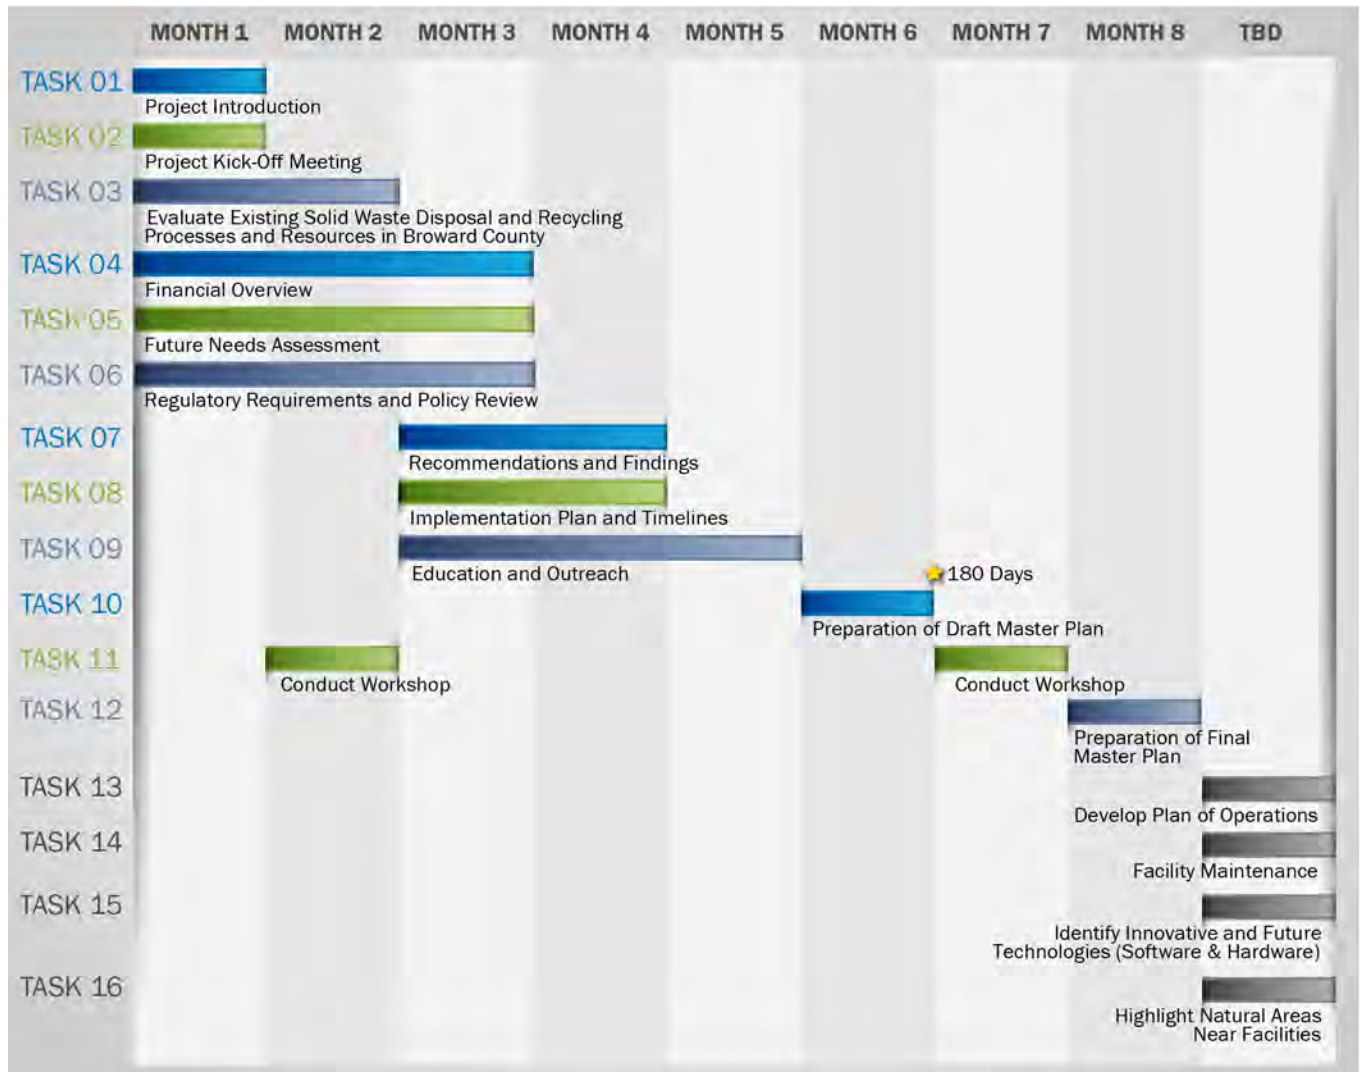 MONTH 1 MONTH 2 MONTH 3 MONTH 4 MONTH 5 MONTH 6 MONTH 7 MONTH 8 TBD
TASK 01
Project Introduction
TASK 02
Project Kick-Off Meeting
TASK 03
Evaluate Existing Solid Waste Disposal and Recycling
Processes and Resources in Broward County
TASK 04
Financial Overview
TASK 05
Future Needs Assessment
TASK 06
Regulatory Requirements and Policy Review
TASK 07
Recommendations and Findings
TASK 08
Implementation Plan and Timelines
TASK 09
Education and Outreach
180 Days
TASK 10
Preparation of Draft Master Plan
TASK 11
Conduct Workshop Conduct Workshop
TASK 12
Preparation of Final
Master Plan
TASK 13
Develop Plan of Operations
TASK 14
Facility Maintenance
TASK 15
Identify Innovative and Future
Technologies (Software & Hardware)
TASK 16
Highlight Natural Areas
Near Facilities